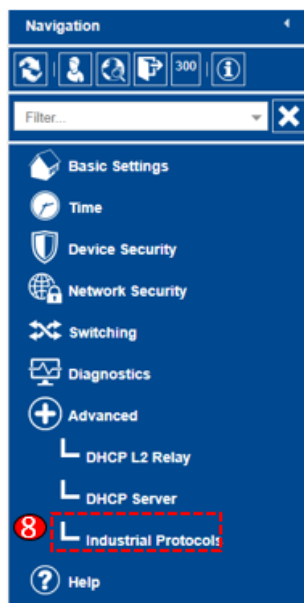 Navigation
300
Filter...
Basic Settings
Time
Device Security
Network Security
Switching
Diagnostics
Advanced
DHCP L2 Relay
DHCP Server
8 Industrial Protocols
Help